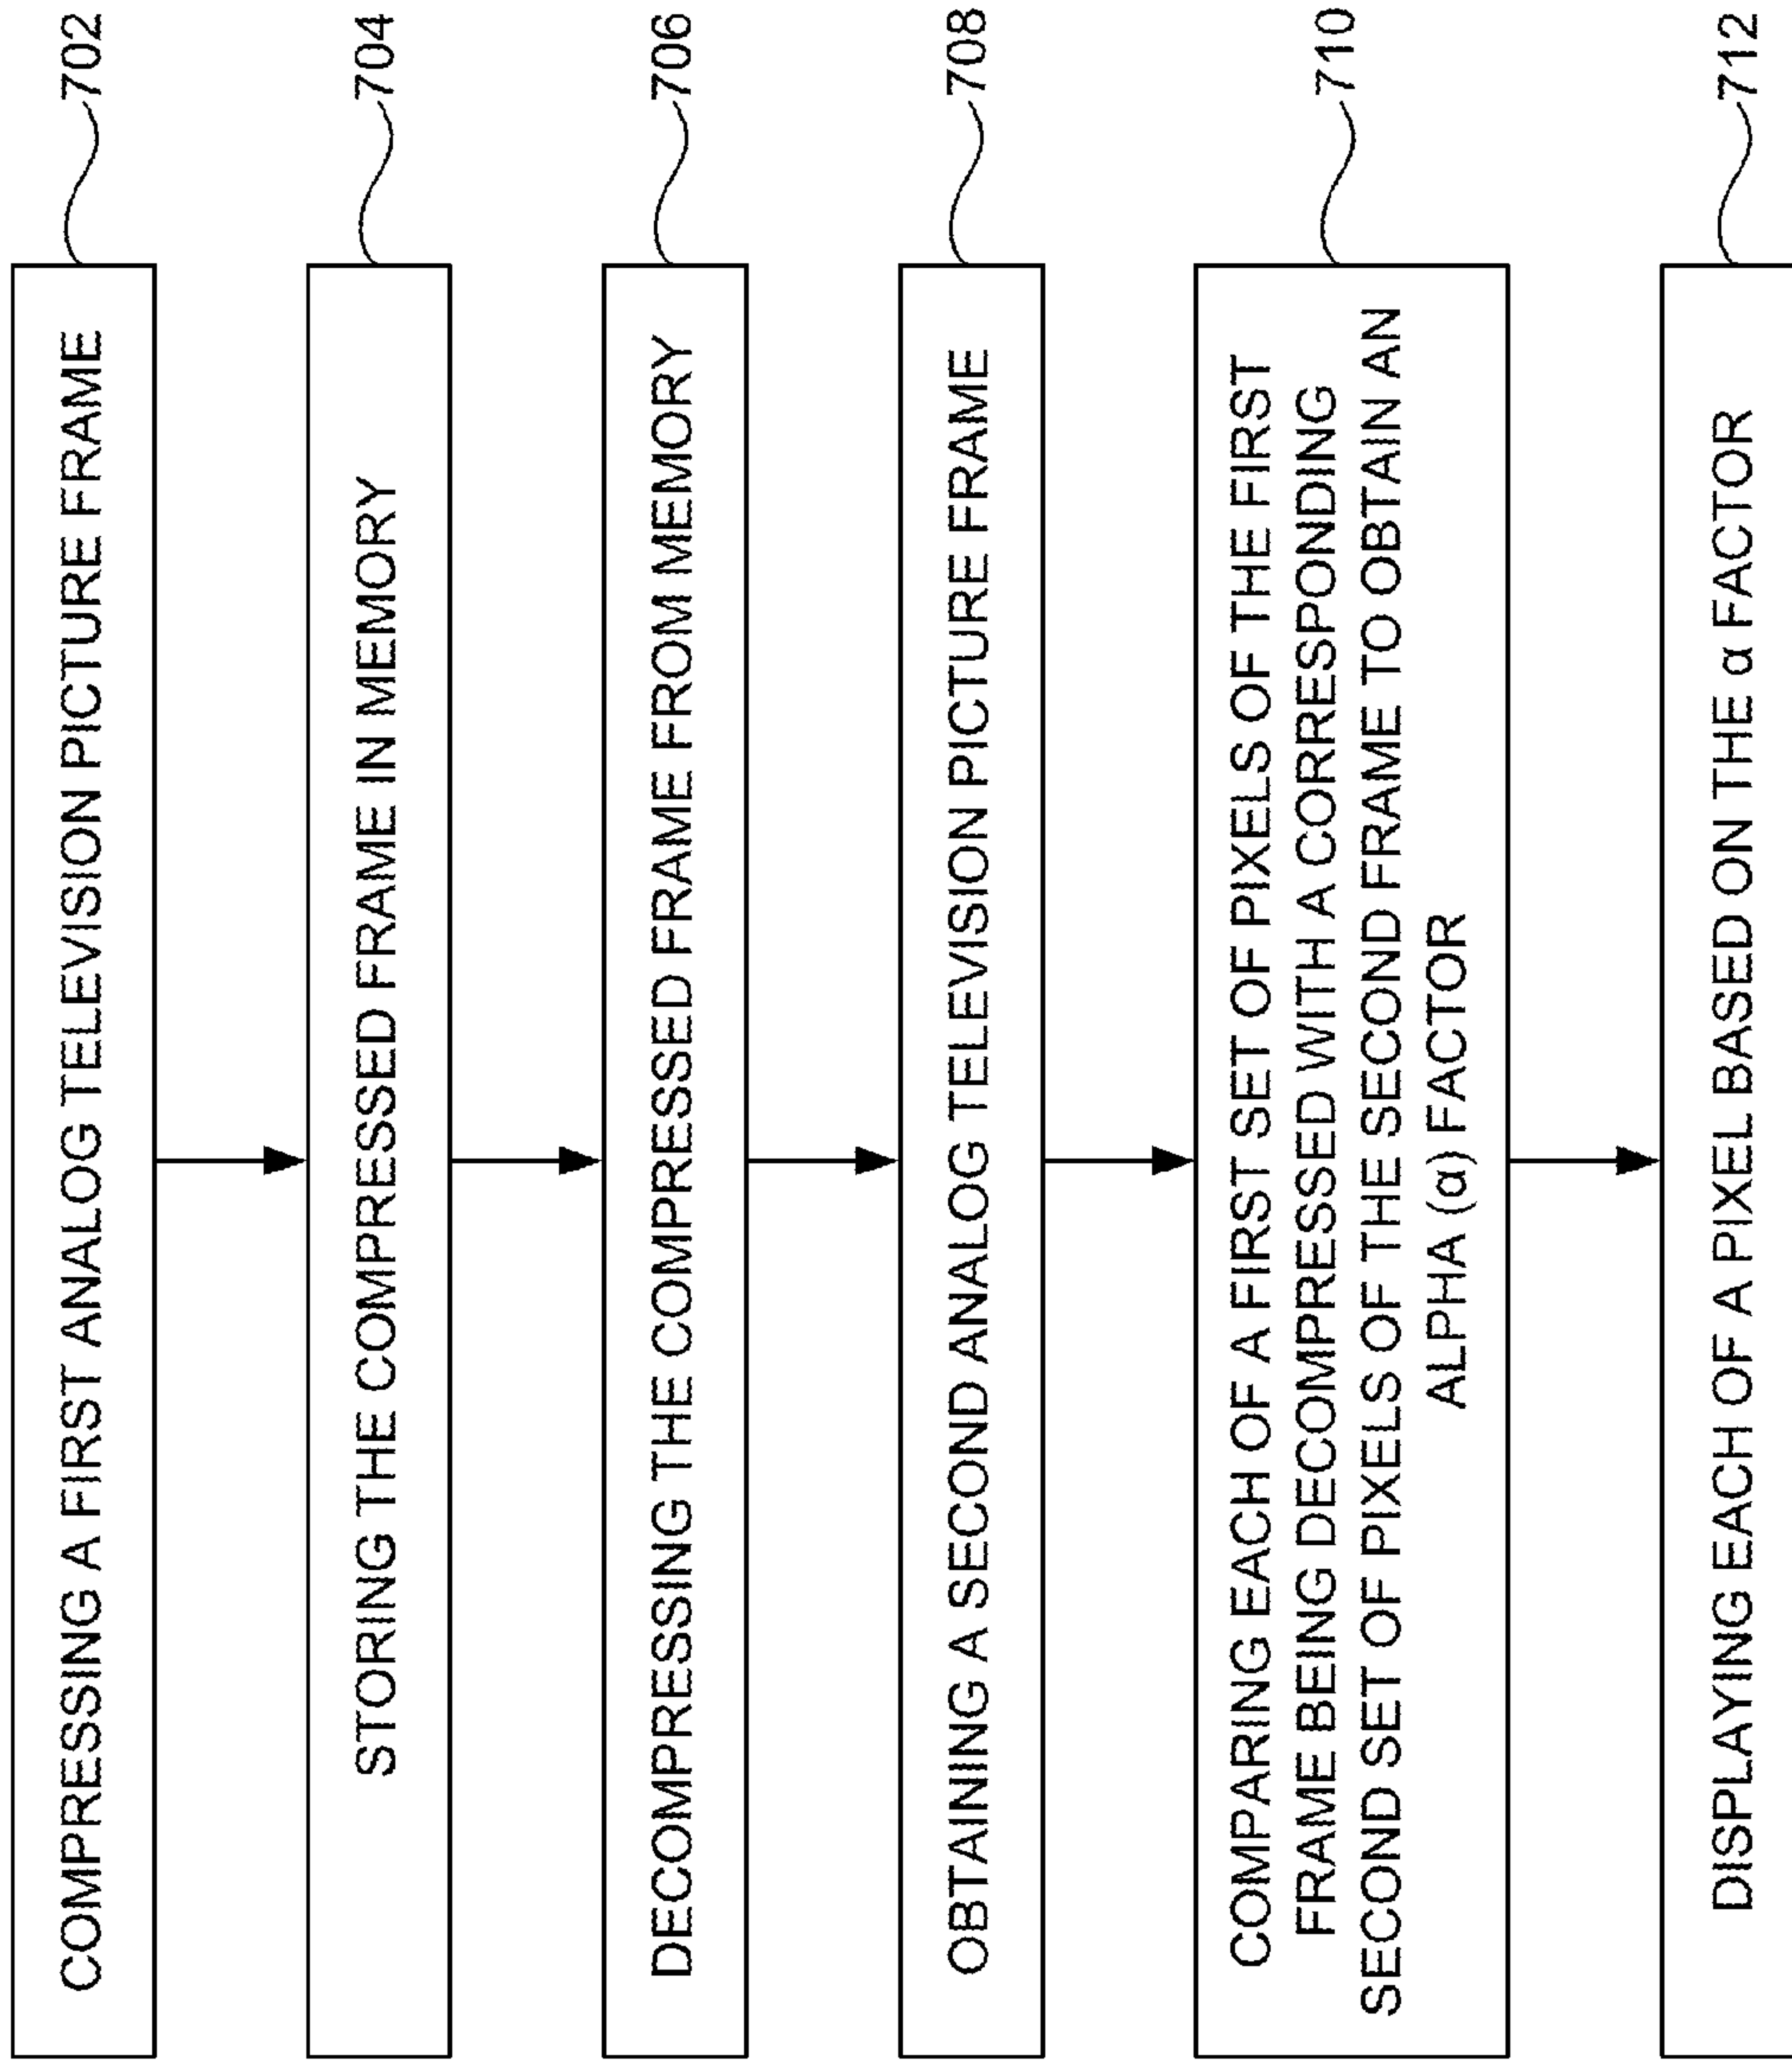 COMPRESSING A FIRST ANALOG TELEVISION PICTURE FRAME
702
STORING THE COMPRESSED FRAME IN MEMORY
704
DECOMPRESSING THE COMPRESSED FRAME FROM MEMORY
706
OBTAINING A SECOND ANALOG TELEVISION PICTURE FRAME
708
COMPARING EACH OF A FIRST SET OF PIXELS OF THE FIRST
FRAME BEING DECOMPRESSED WITH A CORRESPONDING
SECOND SET OF PIXELS OF THE SECOND FRAME TO OBTAIN AN
ALPHA (α) FACTOR
710
DISPLAYING EACH OF A PIXEL BASED ON THE α FACTOR
712